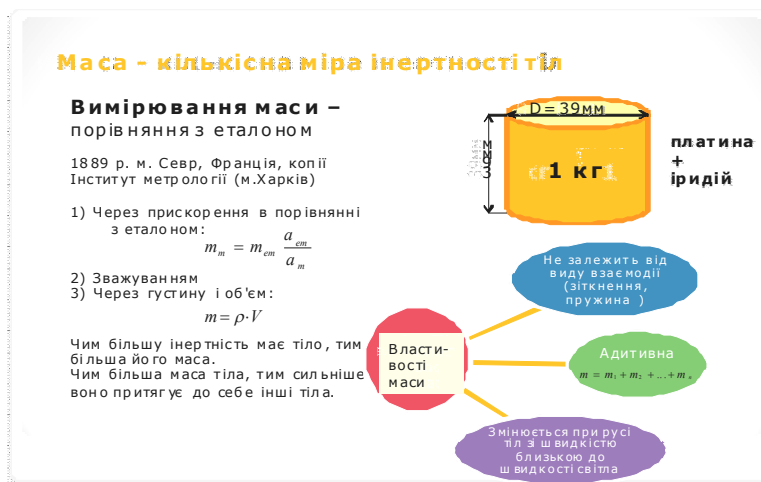 Маса – кількісна міра інертності тіл
Вимірювання маси –
порівняння з еталоном
1889 р. м. Севр, Франція, копії
Інститут метрології (м.Харків)
1) Через прискорення в порівнянні
з еталоном:
mт = mет aет / aт
2) Зважуванням
3) Через густину і об'єм:
m = ρ·V
Чим більшу інертність має тіло, тим
більша його маса.
Чим більша маса тіла, тим сильніше
воно притягує до себе інші тіла.
D = 39мм
1 кг
платина
+
іридій
Власти-
вості
маси
Не залежить від
виду взаємодії
(зіткнення,
пружина )
Адитивна
m = m₁ + m₂ + ... + mₙ
Змінюється при русі
тіл зі швидкістю
близькою до
швидкості світла